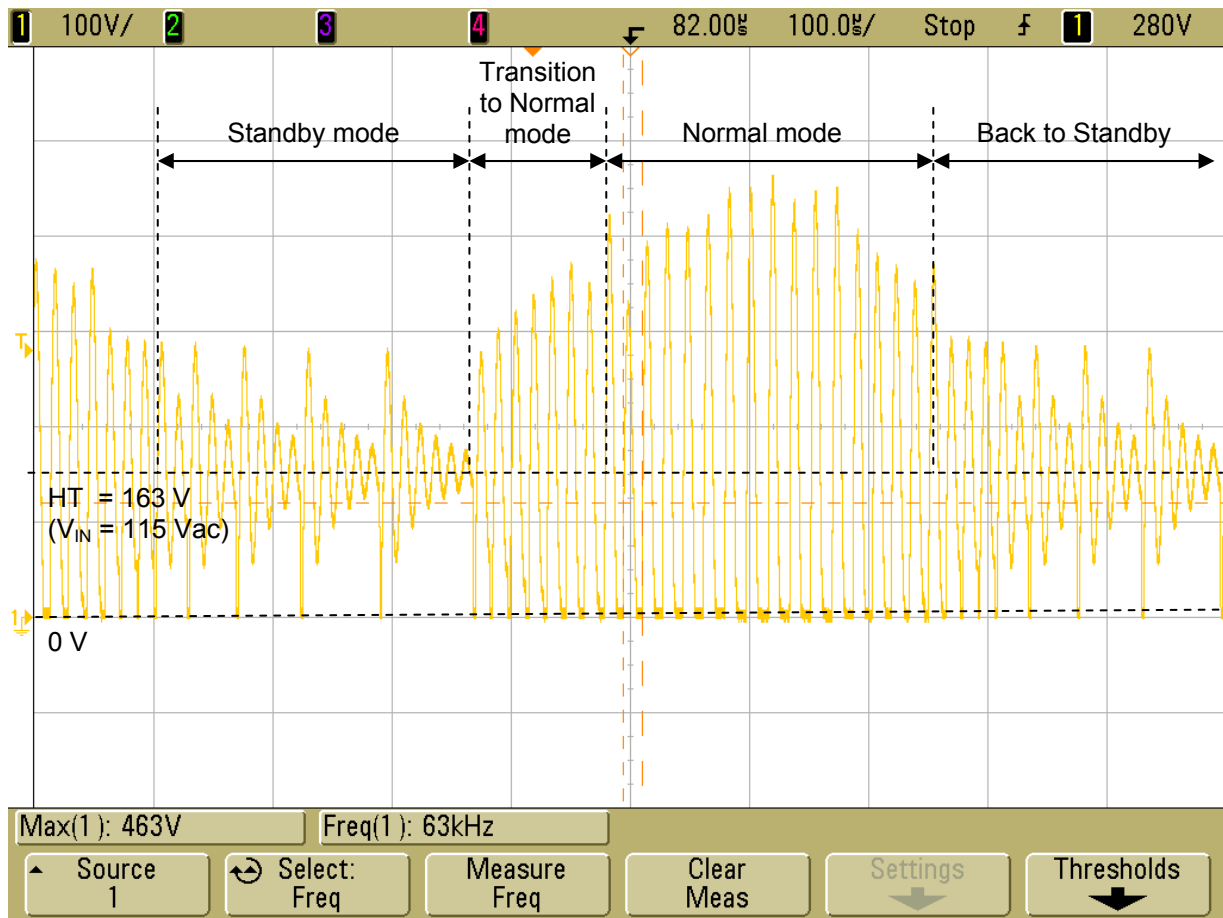 1 100V/ 2 3 4 82.00㎲ 100.0㎲/ Stop 1 280V
Transition
to Normal
mode
Standby mode
Normal mode
Back to Standby
T
HT = 163 V
(VIN = 115 Vac)
1
0 V
Max(1): 463V
Freq(1): 63kHz
Source
1
Select:
Freq
Measure
Freq
Clear
Meas
Settings
Thresholds